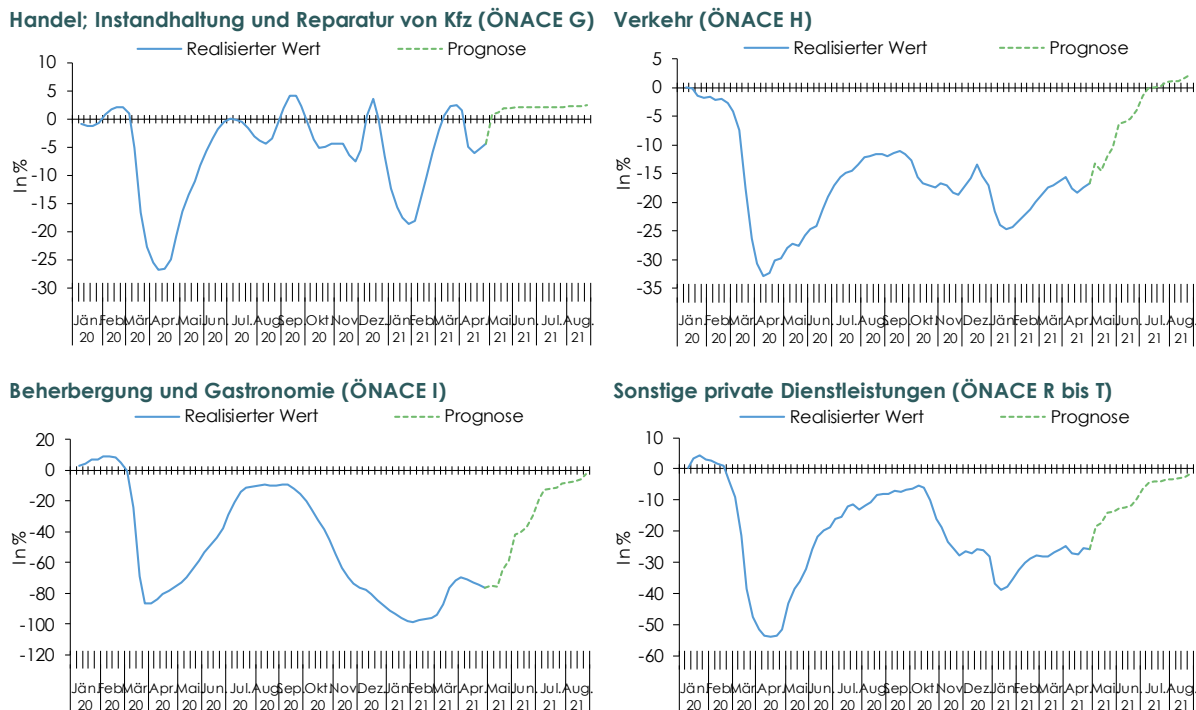 Handel; Instandhaltung und Reparatur von Kfz (ÖNACE G)
Realisierter Wert Prognose
In%
10
5
0
-5
-10
-15
-20
-25
-30
Jän. Feb. Mär. Apr. Mai. Jun. Jul. Aug. Sep. Okt. Nov. Dez. Jän. Feb. Mär. Apr. Mai. Jun. Jul. Aug.
20 20 20 20 20 20 20 20 20 20 20 20 21 21 21 21 21 21 21 21
Verkehr (ÖNACE H)
Realisierter Wert Prognose
In%
5
0
-5
-10
-15
-20
-25
-30
-35
Jän. Feb. Mär. Apr. Mai. Jun. Jul. Aug. Sep. Okt. Nov. Dez. Jän. Feb. Mär. Apr. Mai. Jun. Jul. Aug.
20 20 20 20 20 20 20 20 20 20 20 20 21 21 21 21 21 21 21 21
Beherbergung und Gastronomie (ÖNACE I)
Realisierter Wert Prognose
In%
20
0
-20
-40
-60
-80
-100
-120
Jän. Feb. Mär. Apr. Mai. Jun. Jul. Aug. Sep. Okt. Nov. Dez. Jän. Feb. Mär. Apr. Mai. Jun. Jul. Aug.
20 20 20 20 20 20 20 20 20 20 20 20 21 21 21 21 21 21 21 21
Sonstige private Dienstleistungen (ÖNACE R bis T)
Realisierter Wert Prognose
In%
10
0
-10
-20
-30
-40
-50
-60
Jän. Feb. Mär. Apr. Mai. Jun. Jul. Aug. Sep. Okt. Nov. Dez. Jän. Feb. Mär. Apr. Mai. Jun. Jul. Aug.
20 20 20 20 20 20 20 20 20 20 20 20 21 21 21 21 21 21 21 21